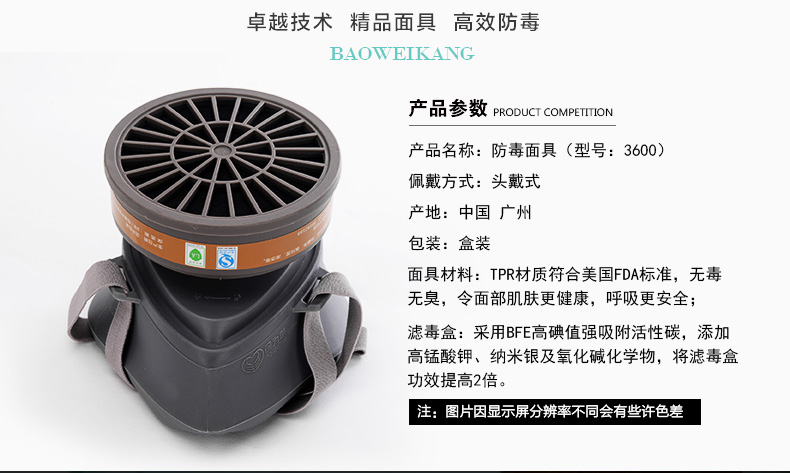 卓越技术 精品面具 高效防毒
BAOWEIKANG
产品参数 PRODUCT COMPETITION
产品名称：防毒面具（型号：3600）
佩戴方式：头戴式
产地：中国 广州
包装：盒装
面具材料：TPR材质符合美国FDA标准，无毒
无臭，令面部肌肤更健康，呼吸更安全；
滤毒盒：采用BFE高碘值强吸附活性碳，添加
高锰酸钾、纳米银及氧化碱化学物，将滤毒盒
功效提高2倍。
注：图片因显示屏分辨率不同会有些许色差